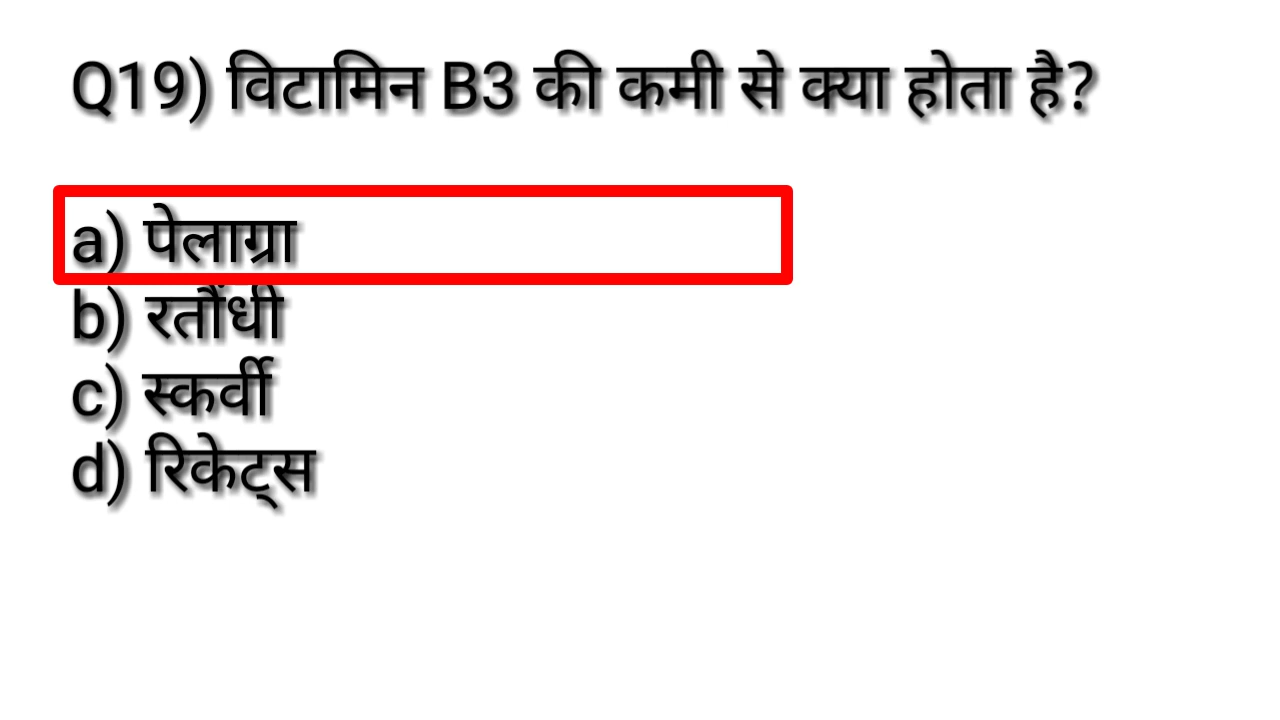 Q19) विटामिन B3 की कमी से क्या होता है?
a) पेलाग्रा
b) रतौंधी
c) स्कर्वी
d) रिकेट्स